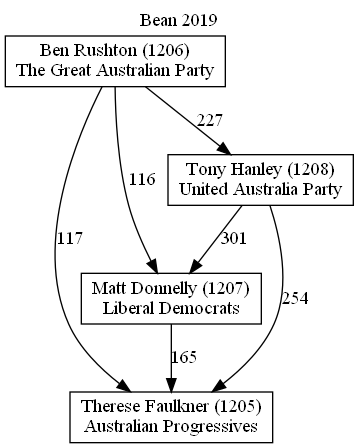 Bean 2019
Ben Rushton (1206)
The Great Australian Party
227
Tony Hanley (1208)
United Australia Party
116
117
301
Matt Donnelly (1207)
Liberal Democrats
254
165
Therese Faulkner (1205)
Australian Progressives